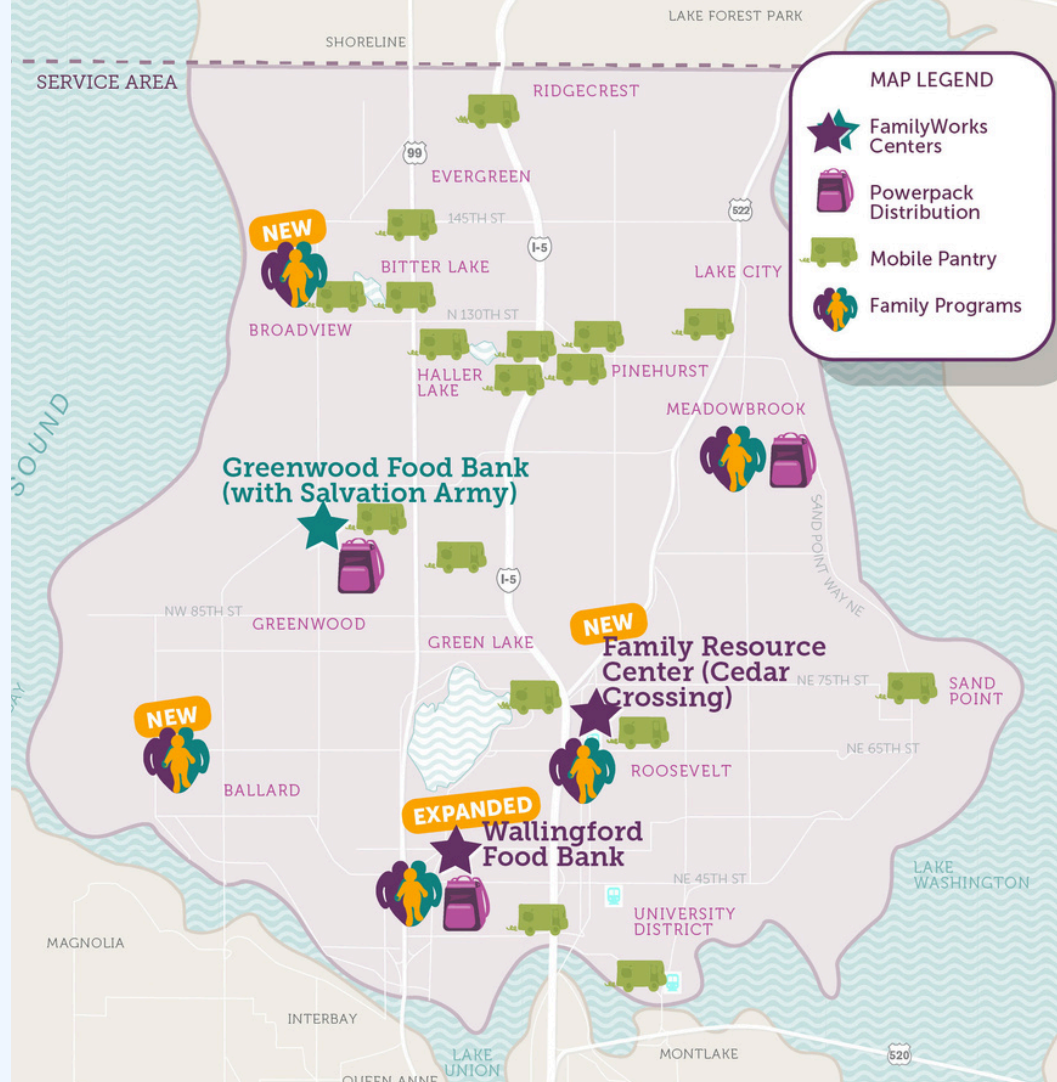 LAKE FOREST PARK
SHORELINE
SERVICE AREA
MAP LEGEND
FamilyWorks
Centers
Powerpack
Distribution
Mobile Pantry
Family Programs
RIDGECREST
99
EVERGREEN
522
145TH ST
NEW
I-5
BITTER LAKE
LAKE CITY
N 130TH ST
BROADVIEW
HALLER
LAKE
PINEHURST
MEADOWBROOK
SOUND
Greenwood Food Bank
(with Salvation Army)
SAND POINT WAY NE
I-5
NW 85TH ST
GREENWOOD
NEW
GREEN LAKE
Family Resource
Center (Cedar
Crossing)
NE 75TH ST
SAND
POINT
BAY
NEW
NE 65TH ST
ROOSEVELT
BALLARD
EXPANDED
Wallingford
Food Bank
LAKE
WASHINGTON
NE 45TH ST
UNIVERSITY
DISTRICT
MAGNOLIA
INTERBAY
LAKE
UNION
MONTLAKE
520
QUEEN ANNE